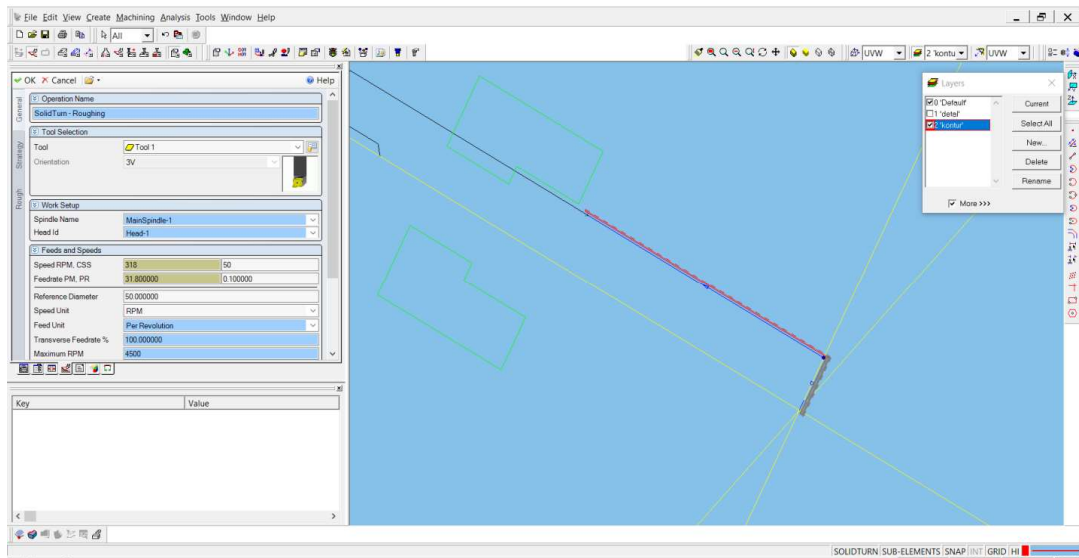 File Edit View Create Machining Analysis Tools Window Help
All
UVW 2 'kontu UVW
OK Cancel Help
General
Strategy
Rough
Operation Name
SolidTurn - Roughing
Tool Selection
Tool Tool 1
Orientation 3V
Work Setup
Spindle Name MainSpindle-1
Head Id Head-1
Feeds and Speeds
Speed RPM, CSS 318 50
Feedrate PM, PR 31.800000 0.100000
Reference Diameter 50.000000
Speed Unit RPM
Feed Unit Per Revolution
Transverse Feedrate % 100.000000
Maximum RPM 4500
Key Value
Layers
0 'Default' Current
1 'detal' Select All
2 'kontur' New...
Delete
Rename
More >>>
SOLIDTURN SUB-ELEMENTS SNAP INT GRID HI